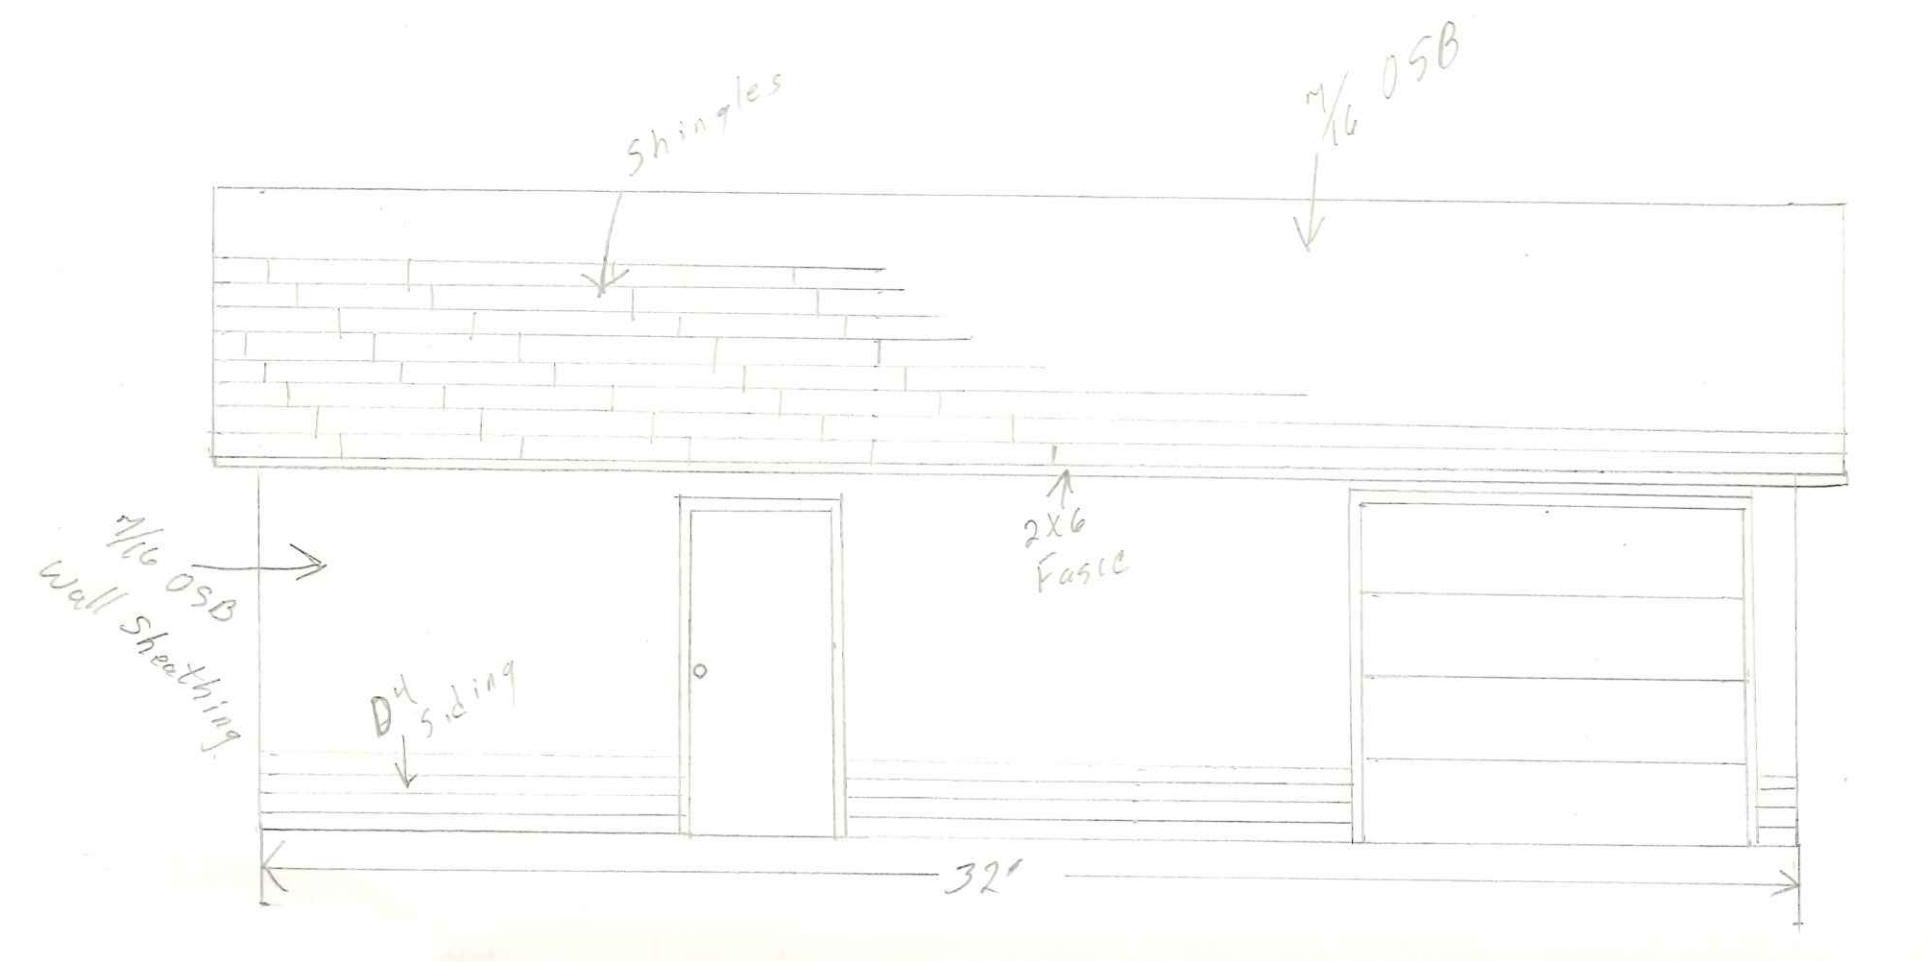 Shingles
7/16 OSB
2X6
Fasic
7/16 OSB
Wall Sheathing
D4
Siding
32'